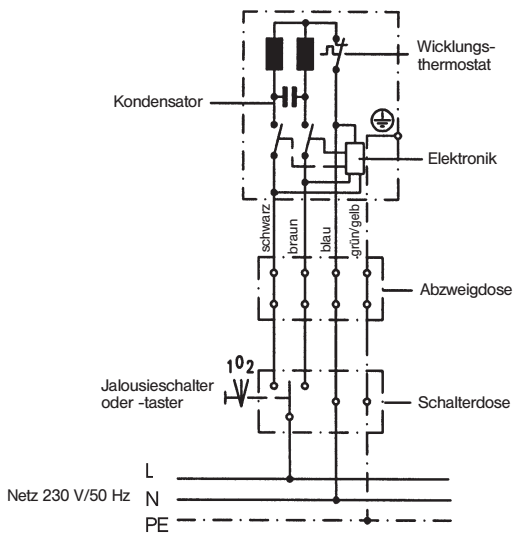 Wicklungs-
thermostat
Kondensator
Elektronik
schwarz
braun
blau
grün/gelb
Abzweigdose
1 0 2
Jalousieschalter
oder -taster
Schalterdose
L
Netz 230 V/50 Hz N
PE